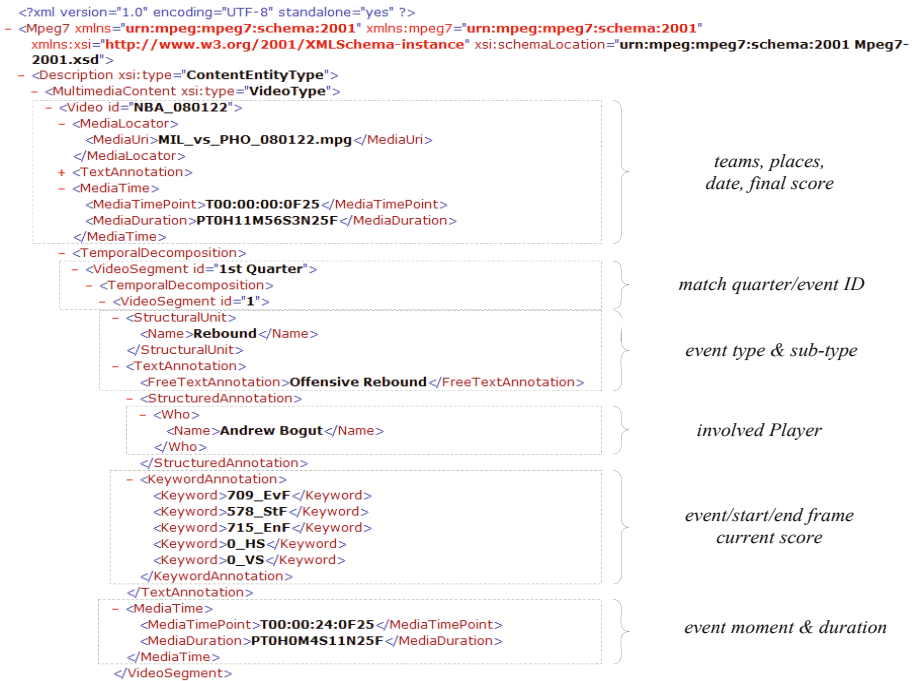 <?xml version="1.0" encoding="UTF-8" standalone="yes" ?>
- <Mpeg7 xmlns="urn:mpeg:mpeg7:schema:2001" xmlns:mpeg7="urn:mpeg:mpeg7:schema:2001"
xmlns:xsi="http://www.w3.org/2001/XMLSchema-instance" xsi:schemaLocation="urn:mpeg:mpeg7:schema:2001 Mpeg7-
2001.xsd">
- <Description xsi:type="ContentEntityType">
- <MultimediaContent xsi:type="VideoType">
- <Video id="NBA_080122">
- <MediaLocator>
<MediaUri>MIL_vs_PHO_080122.mpg</MediaUri>
</MediaLocator>
+ <TextAnnotation>
- <MediaTime>
<MediaTimePoint>T00:00:00:0F25</MediaTimePoint>
<MediaDuration>PT0H11M56S3N25F</MediaDuration>
</MediaTime>
teams, places,
date, final score
- <TemporalDecomposition>
- <VideoSegment id="1st Quarter">
- <TemporalDecomposition>
- <VideoSegment id="1">
match quarter/event ID
- <StructuralUnit>
<Name>Rebound</Name>
</StructuralUnit>
- <TextAnnotation>
<FreeTextAnnotation>Offensive Rebound</FreeTextAnnotation>
event type & sub-type
- <StructuredAnnotation>
- <Who>
<Name>Andrew Bogut</Name>
</Who>
involved Player
</StructuredAnnotation>
- <KeywordAnnotation>
<Keyword>709_EvF</Keyword>
<Keyword>578_StF</Keyword>
<Keyword>715_EnF</Keyword>
<Keyword>0_HS</Keyword>
<Keyword>0_VS</Keyword>
</KeywordAnnotation>
event/start/end frame
current score
</TextAnnotation>
- <MediaTime>
<MediaTimePoint>T00:00:24:0F25</MediaTimePoint>
<MediaDuration>PT0H0M4S11N25F</MediaDuration>
</MediaTime>
event moment & duration
</VideoSegment>